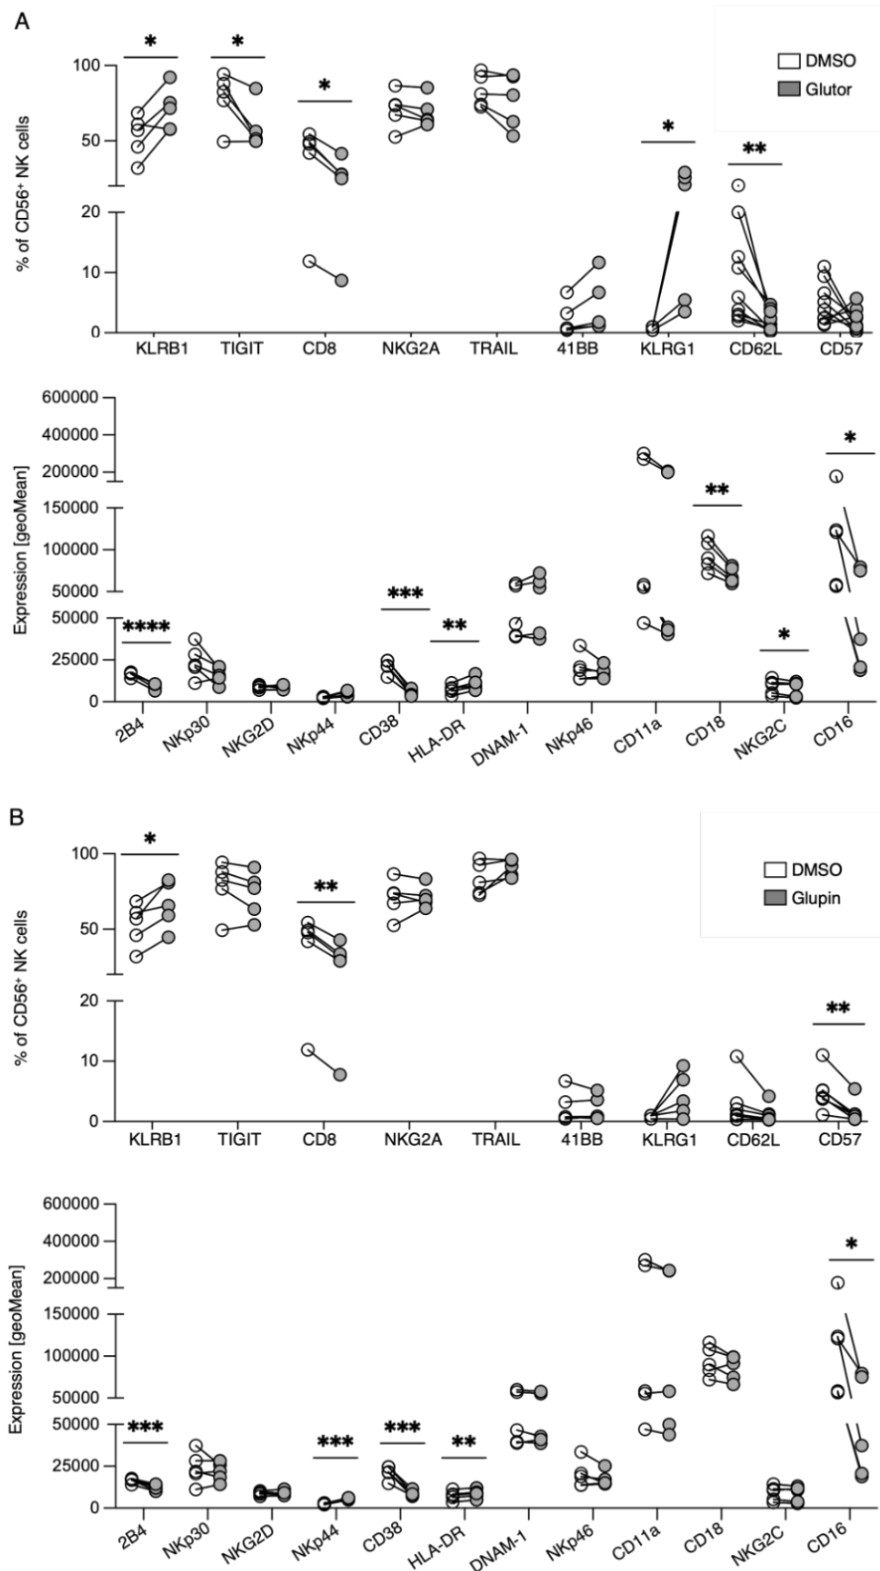 A
DMSO
Glutor
* * * * **
% of CD56+ NK cells
100
50
20
10
0
KLRB1 TIGIT CD8 NKG2A TRAIL 41BB KLRG1 CD62L CD57
Expression [geoMean]
600000
400000
200000
150000
100000
50000
50000
25000
0
**** *** ** ** * *
2B4 NKp30 NKG2D NKp44 CD38 HLA-DR DNAM-1 NKp46 CD11a CD18 NKG2C CD16
B
DMSO
Glupin
* ** **
% of CD56+ NK cells
100
50
20
10
0
KLRB1 TIGIT CD8 NKG2A TRAIL 41BB KLRG1 CD62L CD57
Expression [geoMean]
600000
400000
200000
150000
100000
50000
50000
25000
0
*** *** *** ** *
2B4 NKp30 NKG2D NKp44 CD38 HLA-DR DNAM-1 NKp46 CD11a CD18 NKG2C CD16